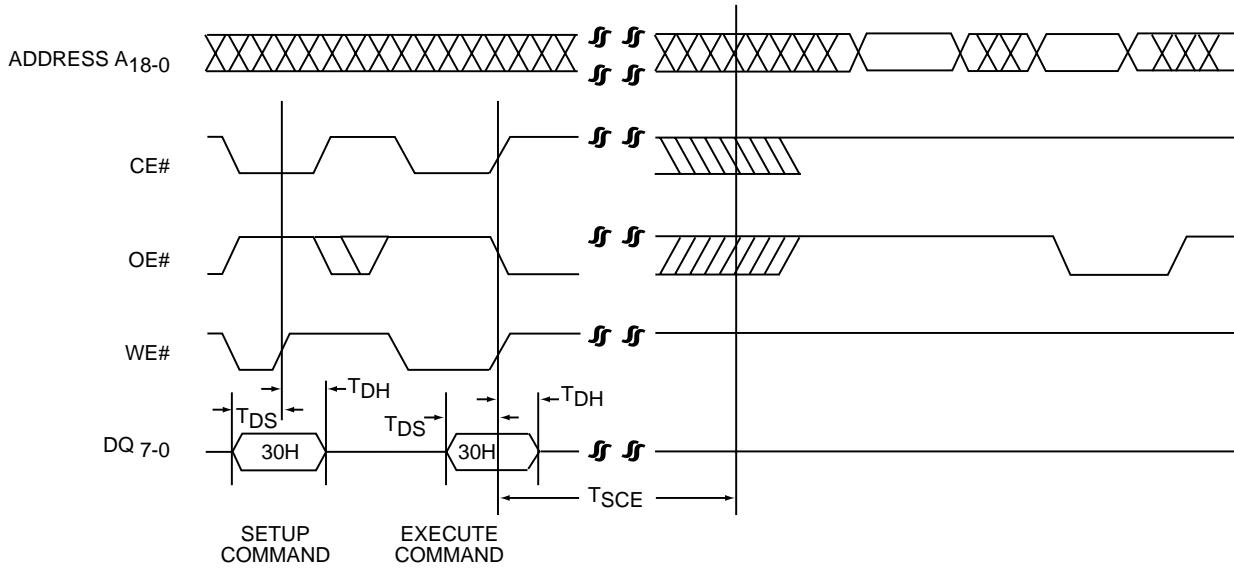 ADDRESS A18-0
CE#
OE#
WE#
TDH
TDS
TDH
TDS
DQ 7-0
30H
30H
TSCE
SETUP
COMMAND
EXECUTE
COMMAND